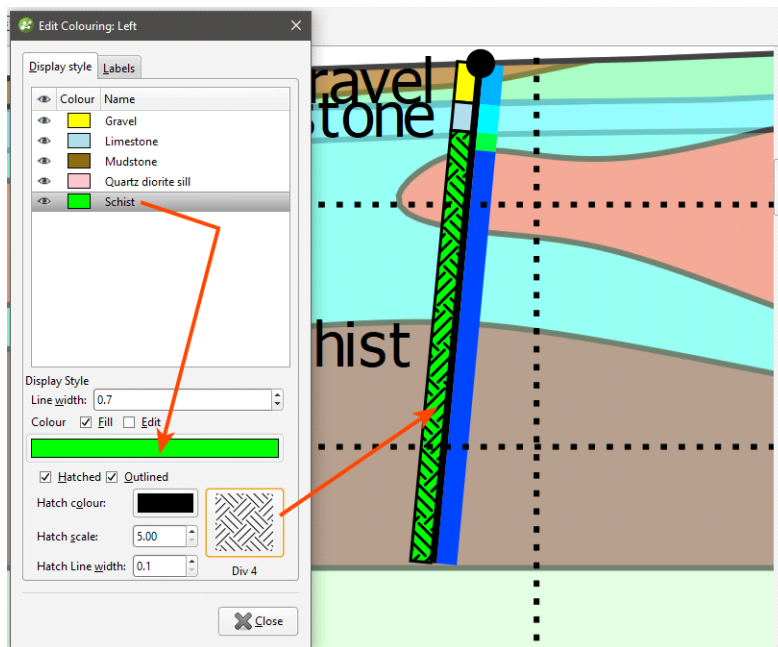 Edit Colouring: Left
Display style Labels
Colour Name
Gravel
Limestone
Mudstone
Quartz diorite sill
Schist
Display Style
Line width: 0.7
Colour Fill Edit
Hatched Outlined
Hatch colour:
Hatch scale: 5.00
Hatch Line width: 0.1
Div 4
Close
ravel
stone
hist